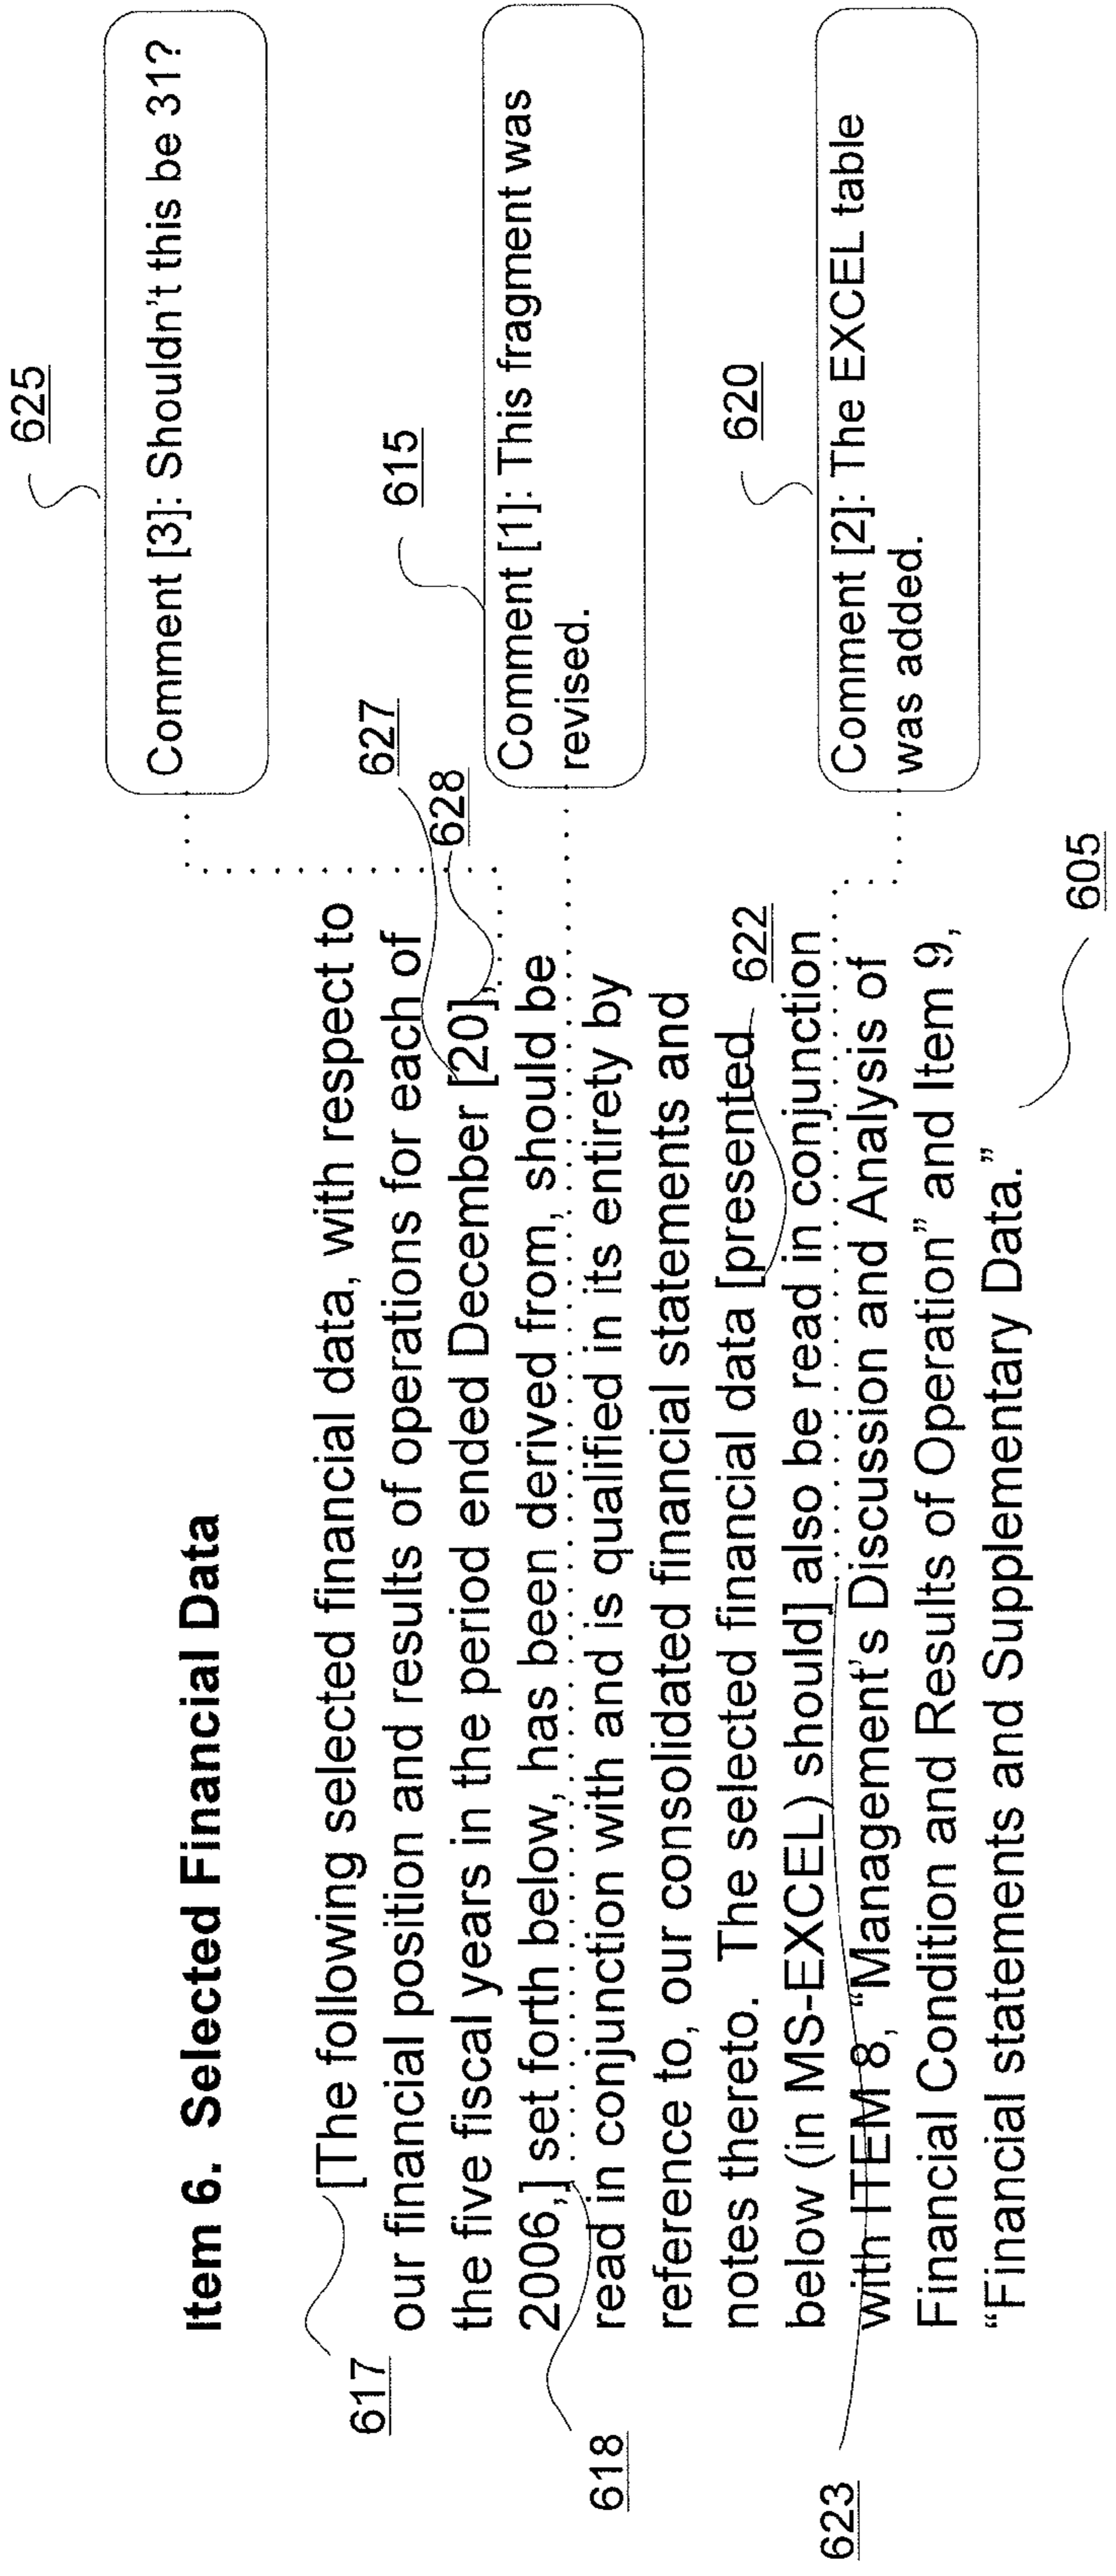 Item 6.  Selected Financial Data
[The following selected financial data, with respect to
our financial position and results of operations for each of
the five fiscal years in the period ended December [20],
2006,] set forth below, has been derived from, should be
read in conjunction with and is qualified in its entirety by
reference to, our consolidated financial statements and
notes thereto.  The selected financial data [presented
below (in MS-EXCEL) should] also be read in conjunction
with ITEM 8, “Management's Discussion and Analysis of
Financial Condition and Results of Operation” and Item 9,
“Financial statements and Supplementary Data.”
617
618
623
622
605
627
628
625
Comment [3]: Shouldn't this be 31?
615
Comment [1]: This fragment was
revised.
620
Comment [2]: The EXCEL table
was added.